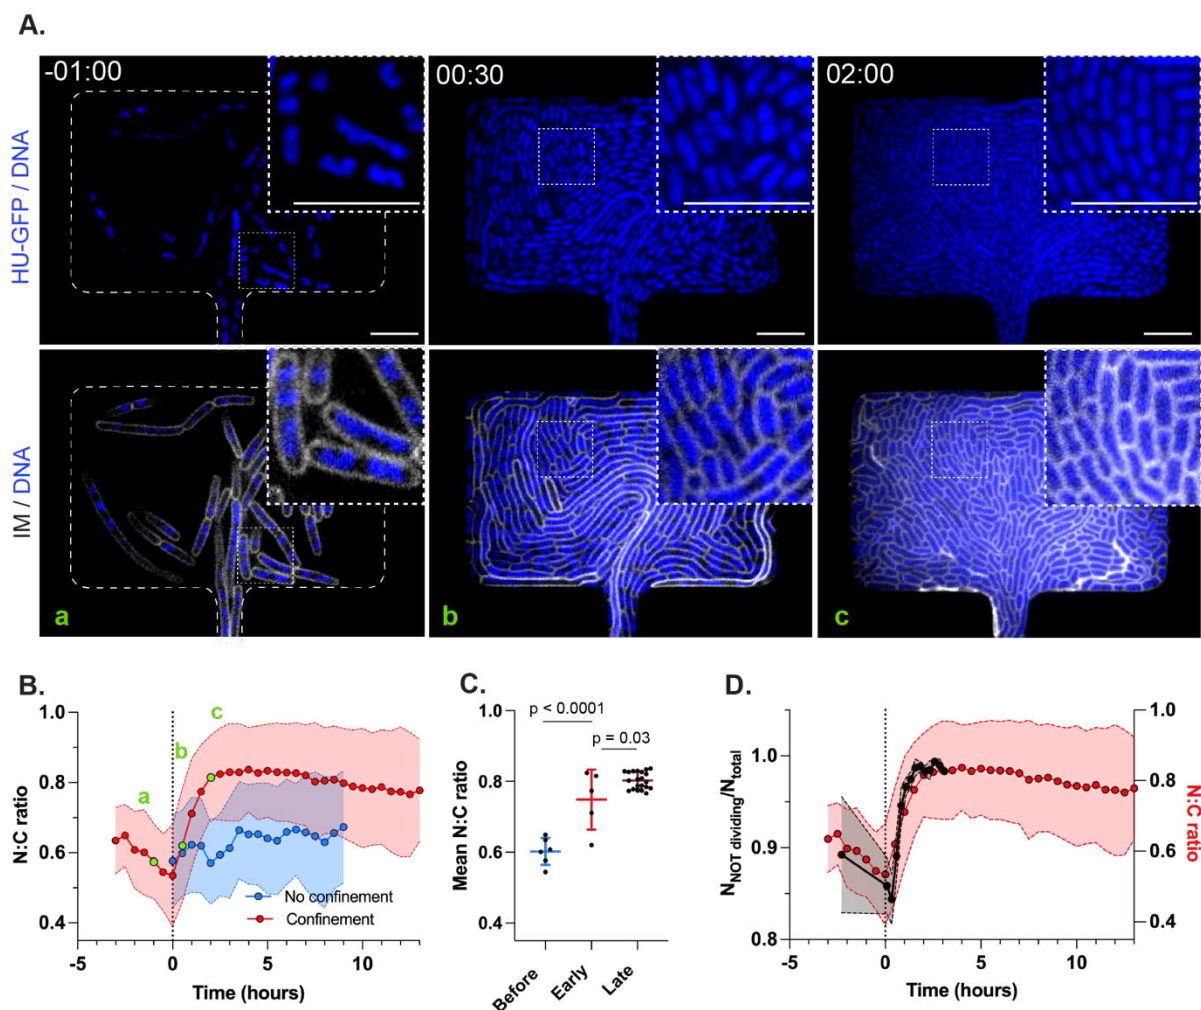 A.
-01:00
00:30
02:00
HU-GFP / DNA
IM / DNA
a
b
c
B.
C.
D.
1.0
0.8
0.6
0.4
N:C ratio
a
b
c
No confinement
Confinement
-5
0
5
10
Time (hours)
1.0
0.8
0.6
0.4
Mean N:C ratio
p < 0.0001
p = 0.03
Before
Early
Late
1.0
0.9
0.8
NNOT dividing/Ntotal
1.0
0.8
0.6
0.4
N:C ratio
-5
0
5
10
Time (hours)